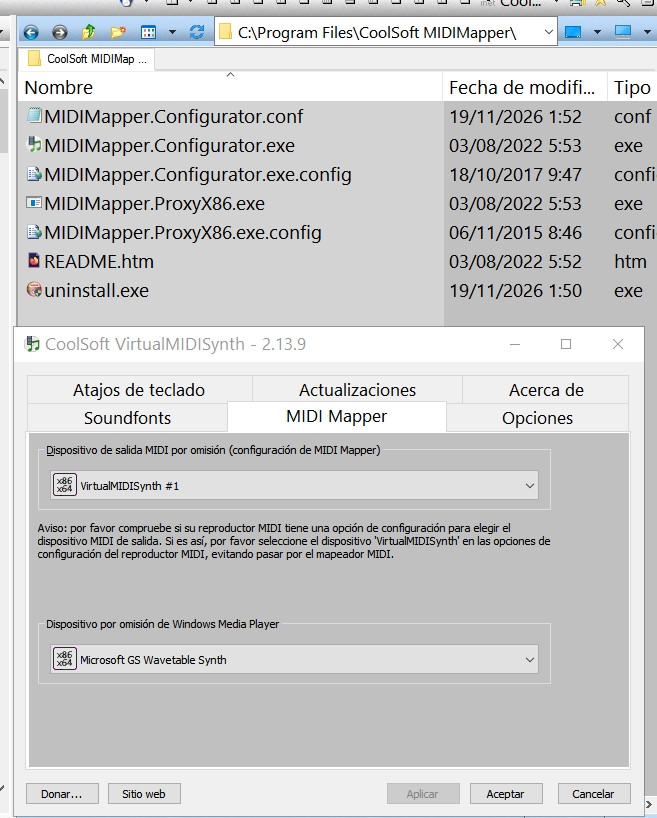 Cool...
C:\Program Files\CoolSoft MIDIMapper\
CoolSoft MIDIMap ...
Nombre Fecha de modifi... Tipo
MIDIMapper.Configurator.conf 19/11/2026 1:52 conf
MIDIMapper.Configurator.exe 03/08/2022 5:53 exe
MIDIMapper.Configurator.exe.config 18/10/2017 9:47 confi
MIDIMapper.ProxyX86.exe 03/08/2022 5:53 exe
MIDIMapper.ProxyX86.exe.config 06/11/2015 8:46 confi
README.htm 03/08/2022 5:52 htm
uninstall.exe 19/11/2026 1:50 exe
CoolSoft VirtualMIDISynth - 2.13.9
Atajos de teclado Actualizaciones Acerca de
Soundfonts MIDI Mapper Opciones
Dispositivo de salida MIDI por omisión (configuración de MIDI Mapper)
x86
x64 VirtualMIDISynth #1
Aviso: por favor compruebe si su reproductor MIDI tiene una opción de configuración para elegir el
dispositivo MIDI de salida. Si es así, por favor seleccione el dispositivo 'VirtualMIDISynth' en las opciones de
configuración del reproductor MIDI, evitando pasar por el mapeador MIDI.
Dispositivo por omisión de Windows Media Player
x86
x64 Microsoft GS Wavetable Synth
Donar... Sitio web Aplicar Aceptar Cancelar